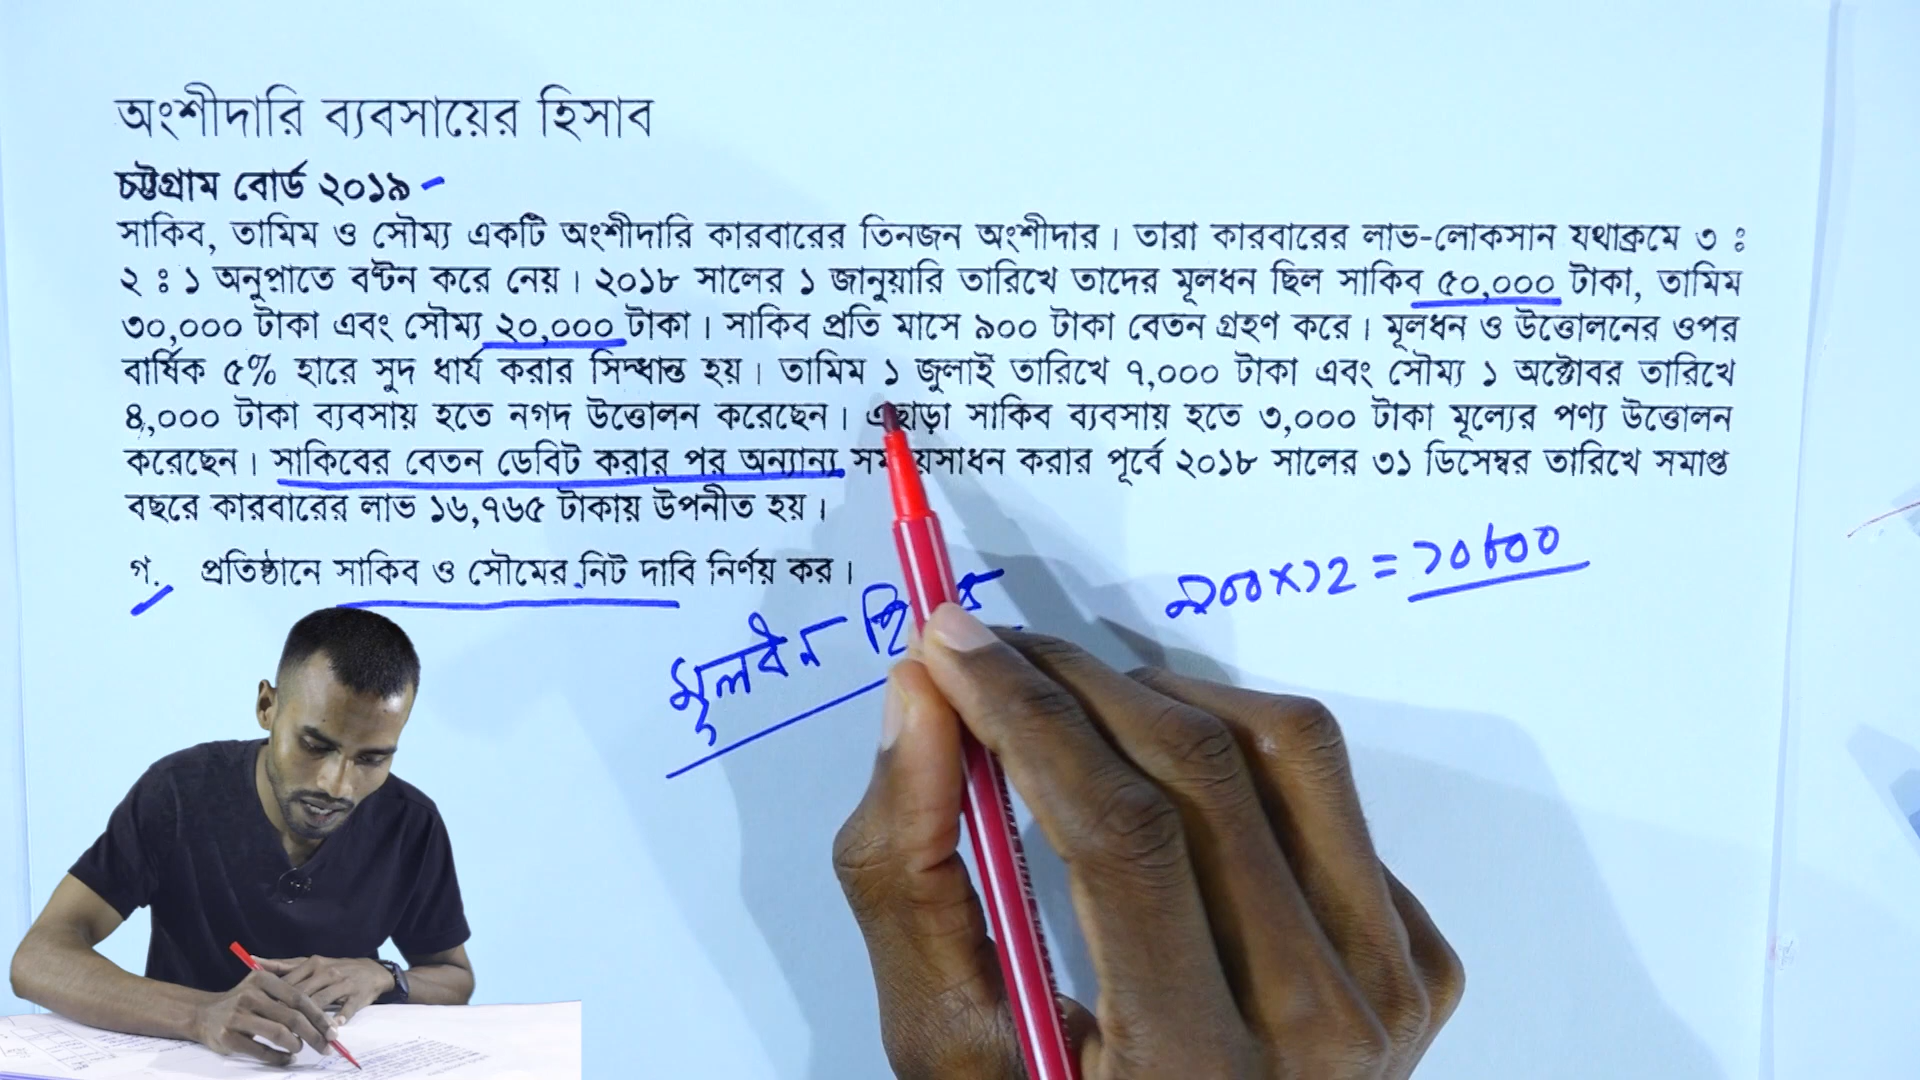 অংশীদারি ব্যবসায়ের হিসাব
চট্টগ্রাম বোর্ড ২০১৯
সাকিব, তামিম ও সৌম্য একটি অংশীদারি কারবারের তিনজন অংশীদার। তারা কারবারের লাভ-লোকসান যথাক্রমে ৩ ঃ
২ ঃ ১ অনুপাতে বণ্টন করে নেয়। ২০১৮ সালের ১ জানুয়ারি তারিখে তাদের মূলধন ছিল সাকিব ৫০,০০০ টাকা, তামিম
৩০,০০০ টাকা এবং সৌম্য ২০,০০০ টাকা। সাকিব প্রতি মাসে ৯০০ টাকা বেতন গ্রহণ করে। মূলধন ও উত্তোলনের ওপর
বার্ষিক ৫% হারে সুদ ধার্য করার সিদ্ধান্ত হয়। তামিম ১ জুলাই তারিখে ৭,০০০ টাকা এবং সৌম্য ১ অক্টোবর তারিখে
৪,০০০ টাকা ব্যবসায় হতে নগদ উত্তোলন করেছেন। এছাড়া সাকিব ব্যবসায় হতে ৩,০০০ টাকা মূল্যের পণ্য উত্তোলন
করেছেন। সাকিবের বেতন ডেবিট করার পর অন্যান্য করার পূর্বে ২০১৮ সালের ৩১ ডিসেম্বর তারিখে সমাপ্ত
বছরে কারবারের লাভ ১৬,৭৬৫ টাকায় উপনীত হয়।
গ. প্রতিষ্ঠানে সাকিব ও সৌমের নিট দাবি নির্ণয় কর।
৯০০×১২ = ১০৮০০
মূলধন